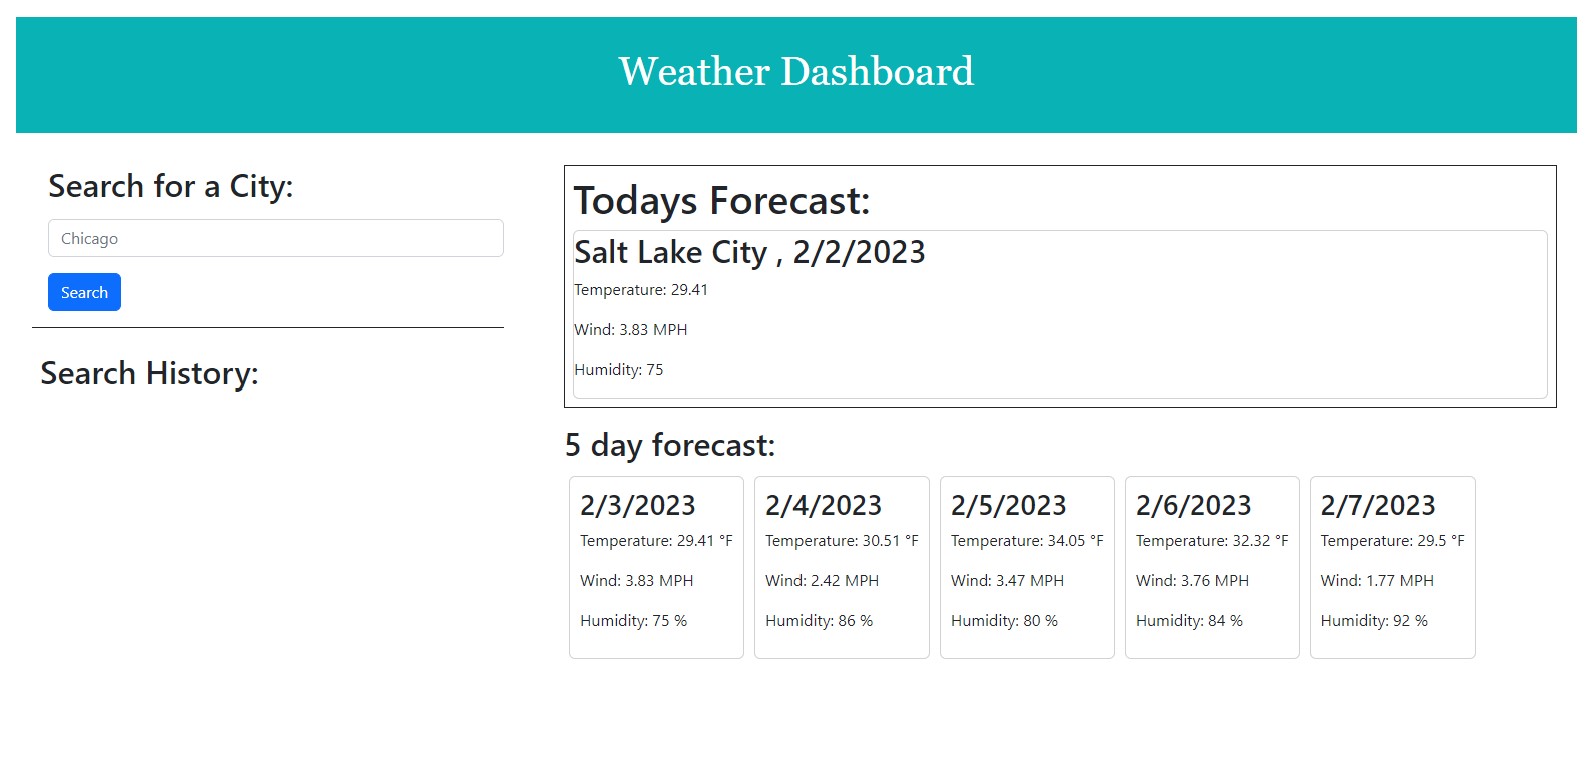 Weather Dashboard
Search for a City:
Chicago
Search
Search History:
Todays Forecast:
Salt Lake City , 2/2/2023
Temperature: 29.41
Wind: 3.83 MPH
Humidity: 75
5 day forecast:
2/3/2023
Temperature: 29.41 °F
Wind: 3.83 MPH
Humidity: 75 %
2/4/2023
Temperature: 30.51 °F
Wind: 2.42 MPH
Humidity: 86 %
2/5/2023
Temperature: 34.05 °F
Wind: 3.47 MPH
Humidity: 80 %
2/6/2023
Temperature: 32.32 °F
Wind: 3.76 MPH
Humidity: 84 %
2/7/2023
Temperature: 29.5 °F
Wind: 1.77 MPH
Humidity: 92 %